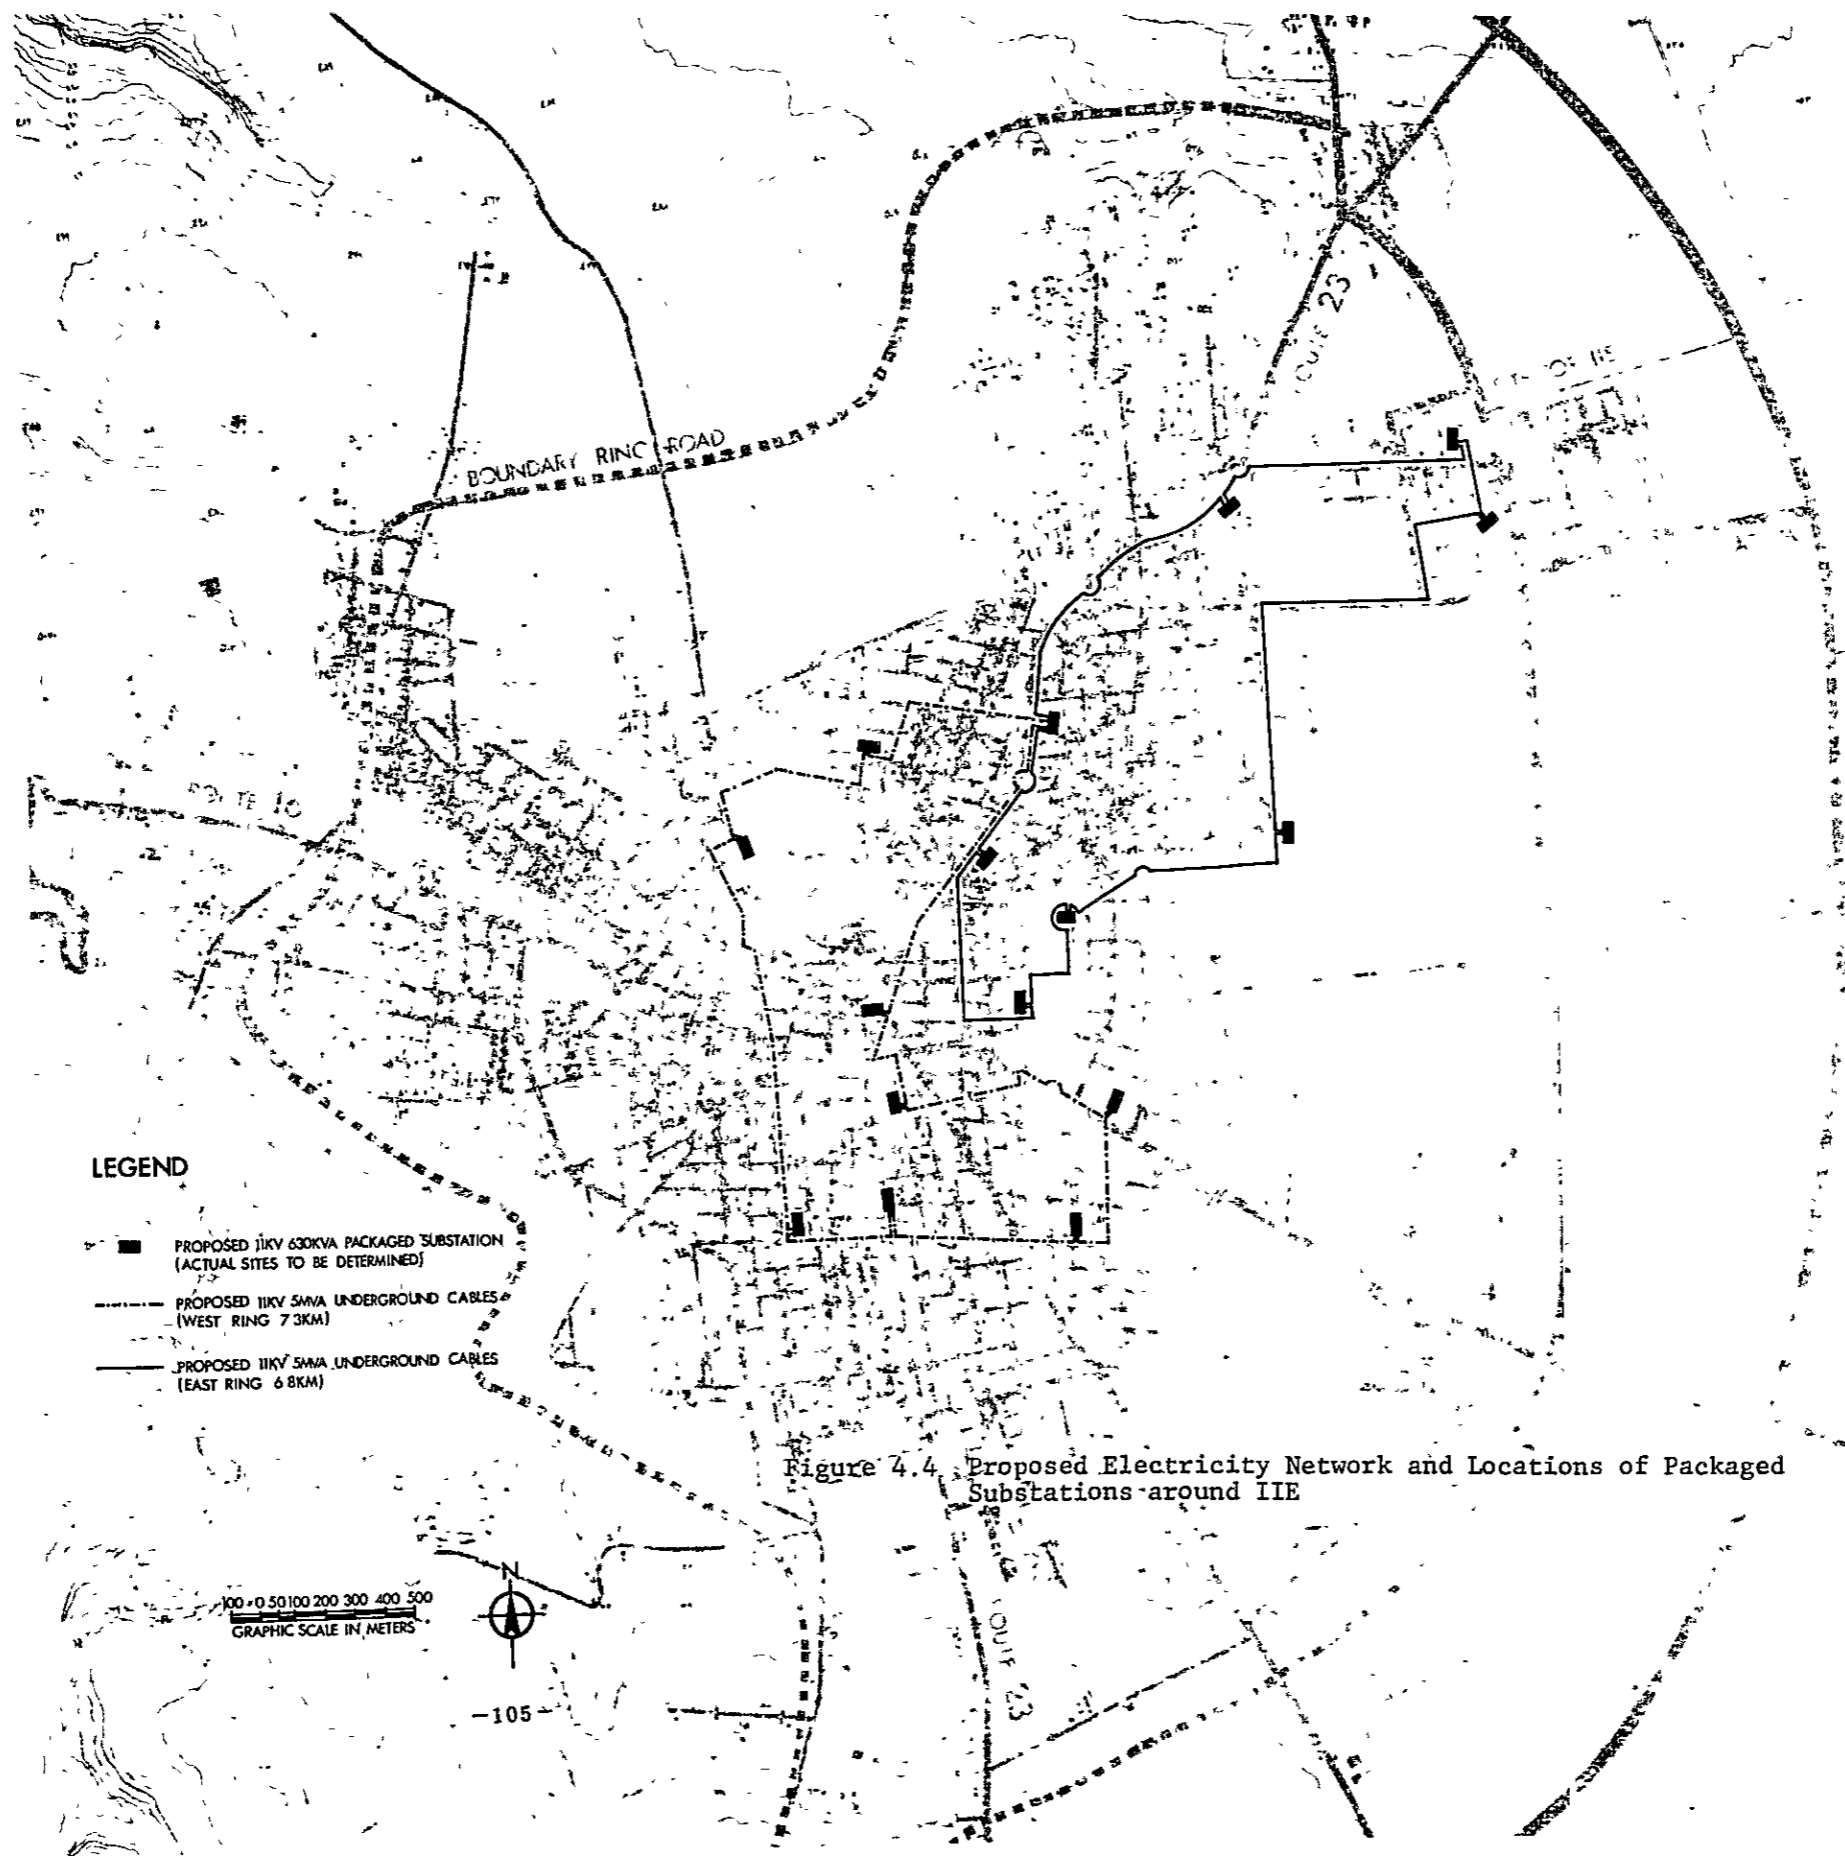 BOUNDARY RING ROAD
23
LEGEND
PROPOSED 11KV 630KVA PACKAGED SUBSTATION
(ACTUAL SITES TO BE DETERMINED)
PROPOSED 11KV 5MVA UNDERGROUND CABLES
(WEST RING 7 3KM)
PROPOSED 11KV 5MVA UNDERGROUND CABLES
(EAST RING 6 8KM)
Figure 4.4 Proposed Electricity Network and Locations of Packaged
Substations around IIE
N
100 0 50 100 200 300 400 500
GRAPHIC SCALE IN METERS
23
-105-